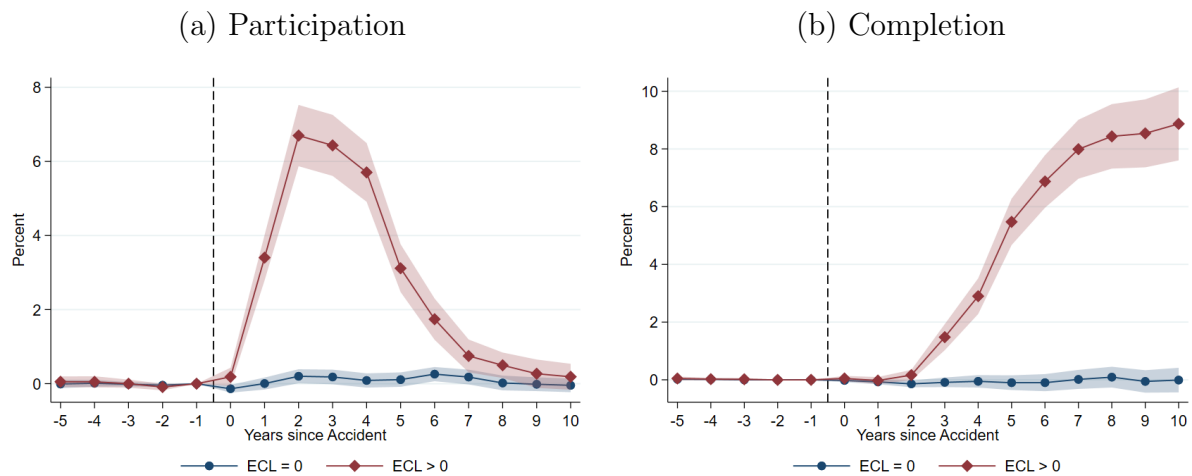 (a) Participation
8
6
4
2
0
Percent
-5 -4 -3 -2 -1 0 1 2 3 4 5 6 7 8 9 10
Years since Accident
ECL = 0 ECL > 0
(b) Completion
10
8
6
4
2
0
Percent
-5 -4 -3 -2 -1 0 1 2 3 4 5 6 7 8 9 10
Years since Accident
ECL = 0 ECL > 0